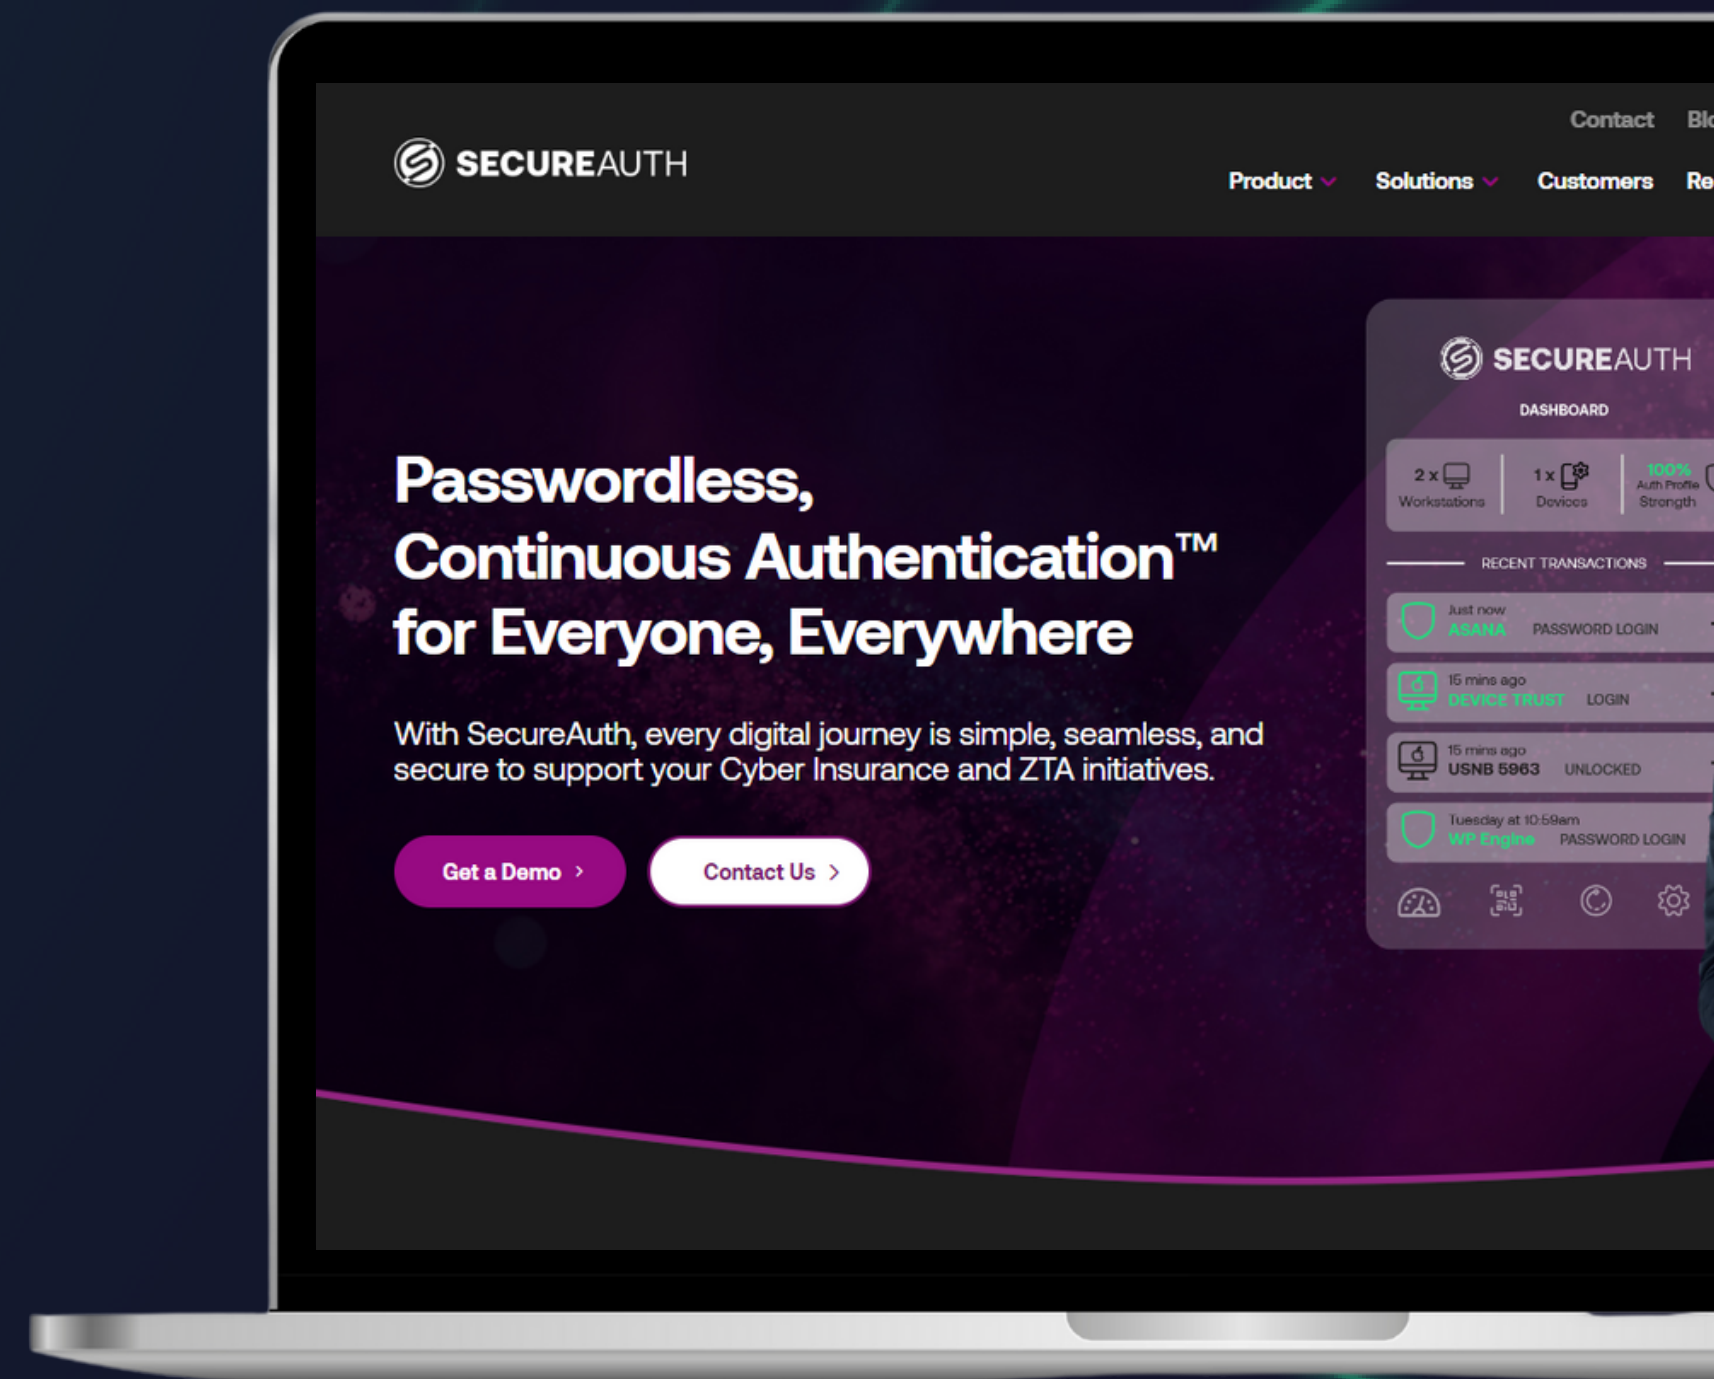 Contact
SECUREAUTH
Product Solutions Customers
Passwordless,
Continuous Authentication™
for Everyone, Everywhere
With SecureAuth, every digital journey is simple, seamless, and
secure to support your Cyber Insurance and ZTA initiatives.
Get a Demo
Contact Us
SECUREAUTH
DASHBOARD
2 x
Workstations
1 x
Devices
100%
Auth Profile
Strength
RECENT TRANSACTIONS
Just now
ASANA PASSWORD LOGIN
15 mins ago
DEVICE TRUST LOGIN
15 mins ago
USNB 5963 UNLOCKED
Tuesday at 10:59am
WP Engine PASSWORD LOGIN